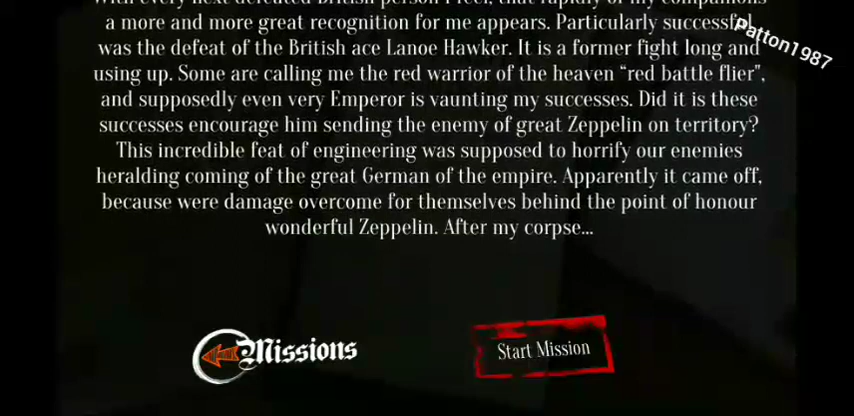 a more and more great recognition for me appears. Particularly successful
was the defeat of the British ace Lanoe Hawker. It is a former fight long and
using up. Some are calling me the red warrior of the heaven “red battle flier",
and supposedly even very Emperor is vaunting my successes. Did it is these
successes encourage him sending the enemy of great Zeppelin on territory?
This incredible feat of engineering was supposed to horrify our enemies
heralding coming of the great German of the empire. Apparently it came off,
because were damage overcome for themselves behind the point of honour
wonderful Zeppelin. After my corpse...
Patton1987
Missions
Start Mission